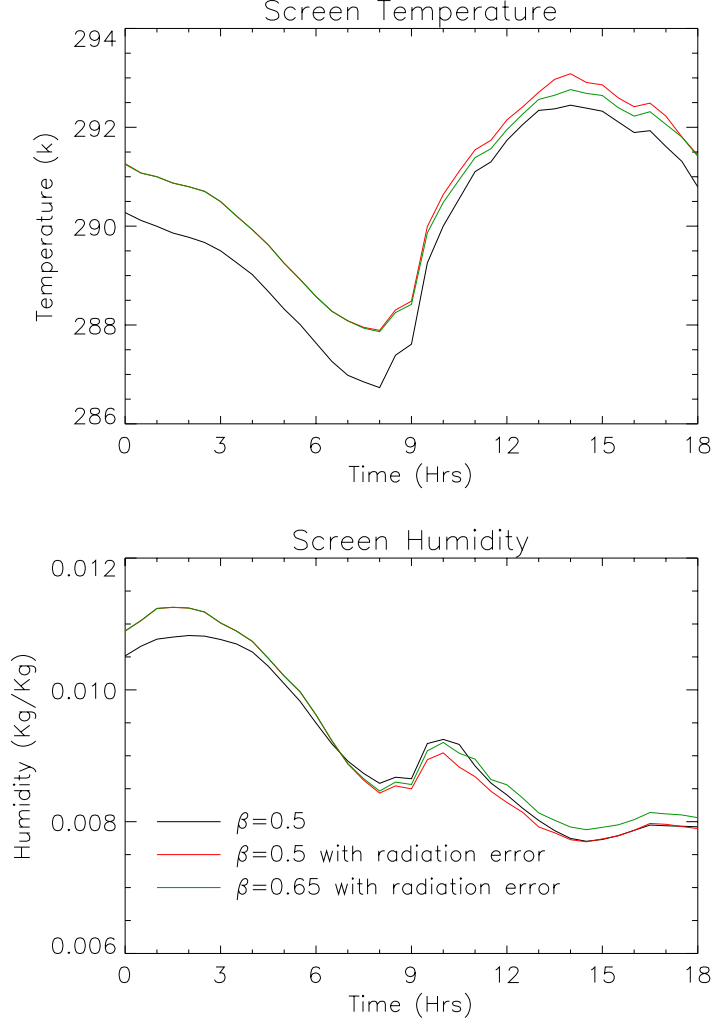 Screen Temperature
294
292
290
288
286
Temperature (k)
0 3 6 9 12 15 18
Time (Hrs)
Screen Humidity
0.012
0.010
0.008
0.006
Humidity (Kg/Kg)
β=0.5
β=0.5 with radiation error
β=0.65 with radiation error
0 3 6 9 12 15 18
Time (Hrs)